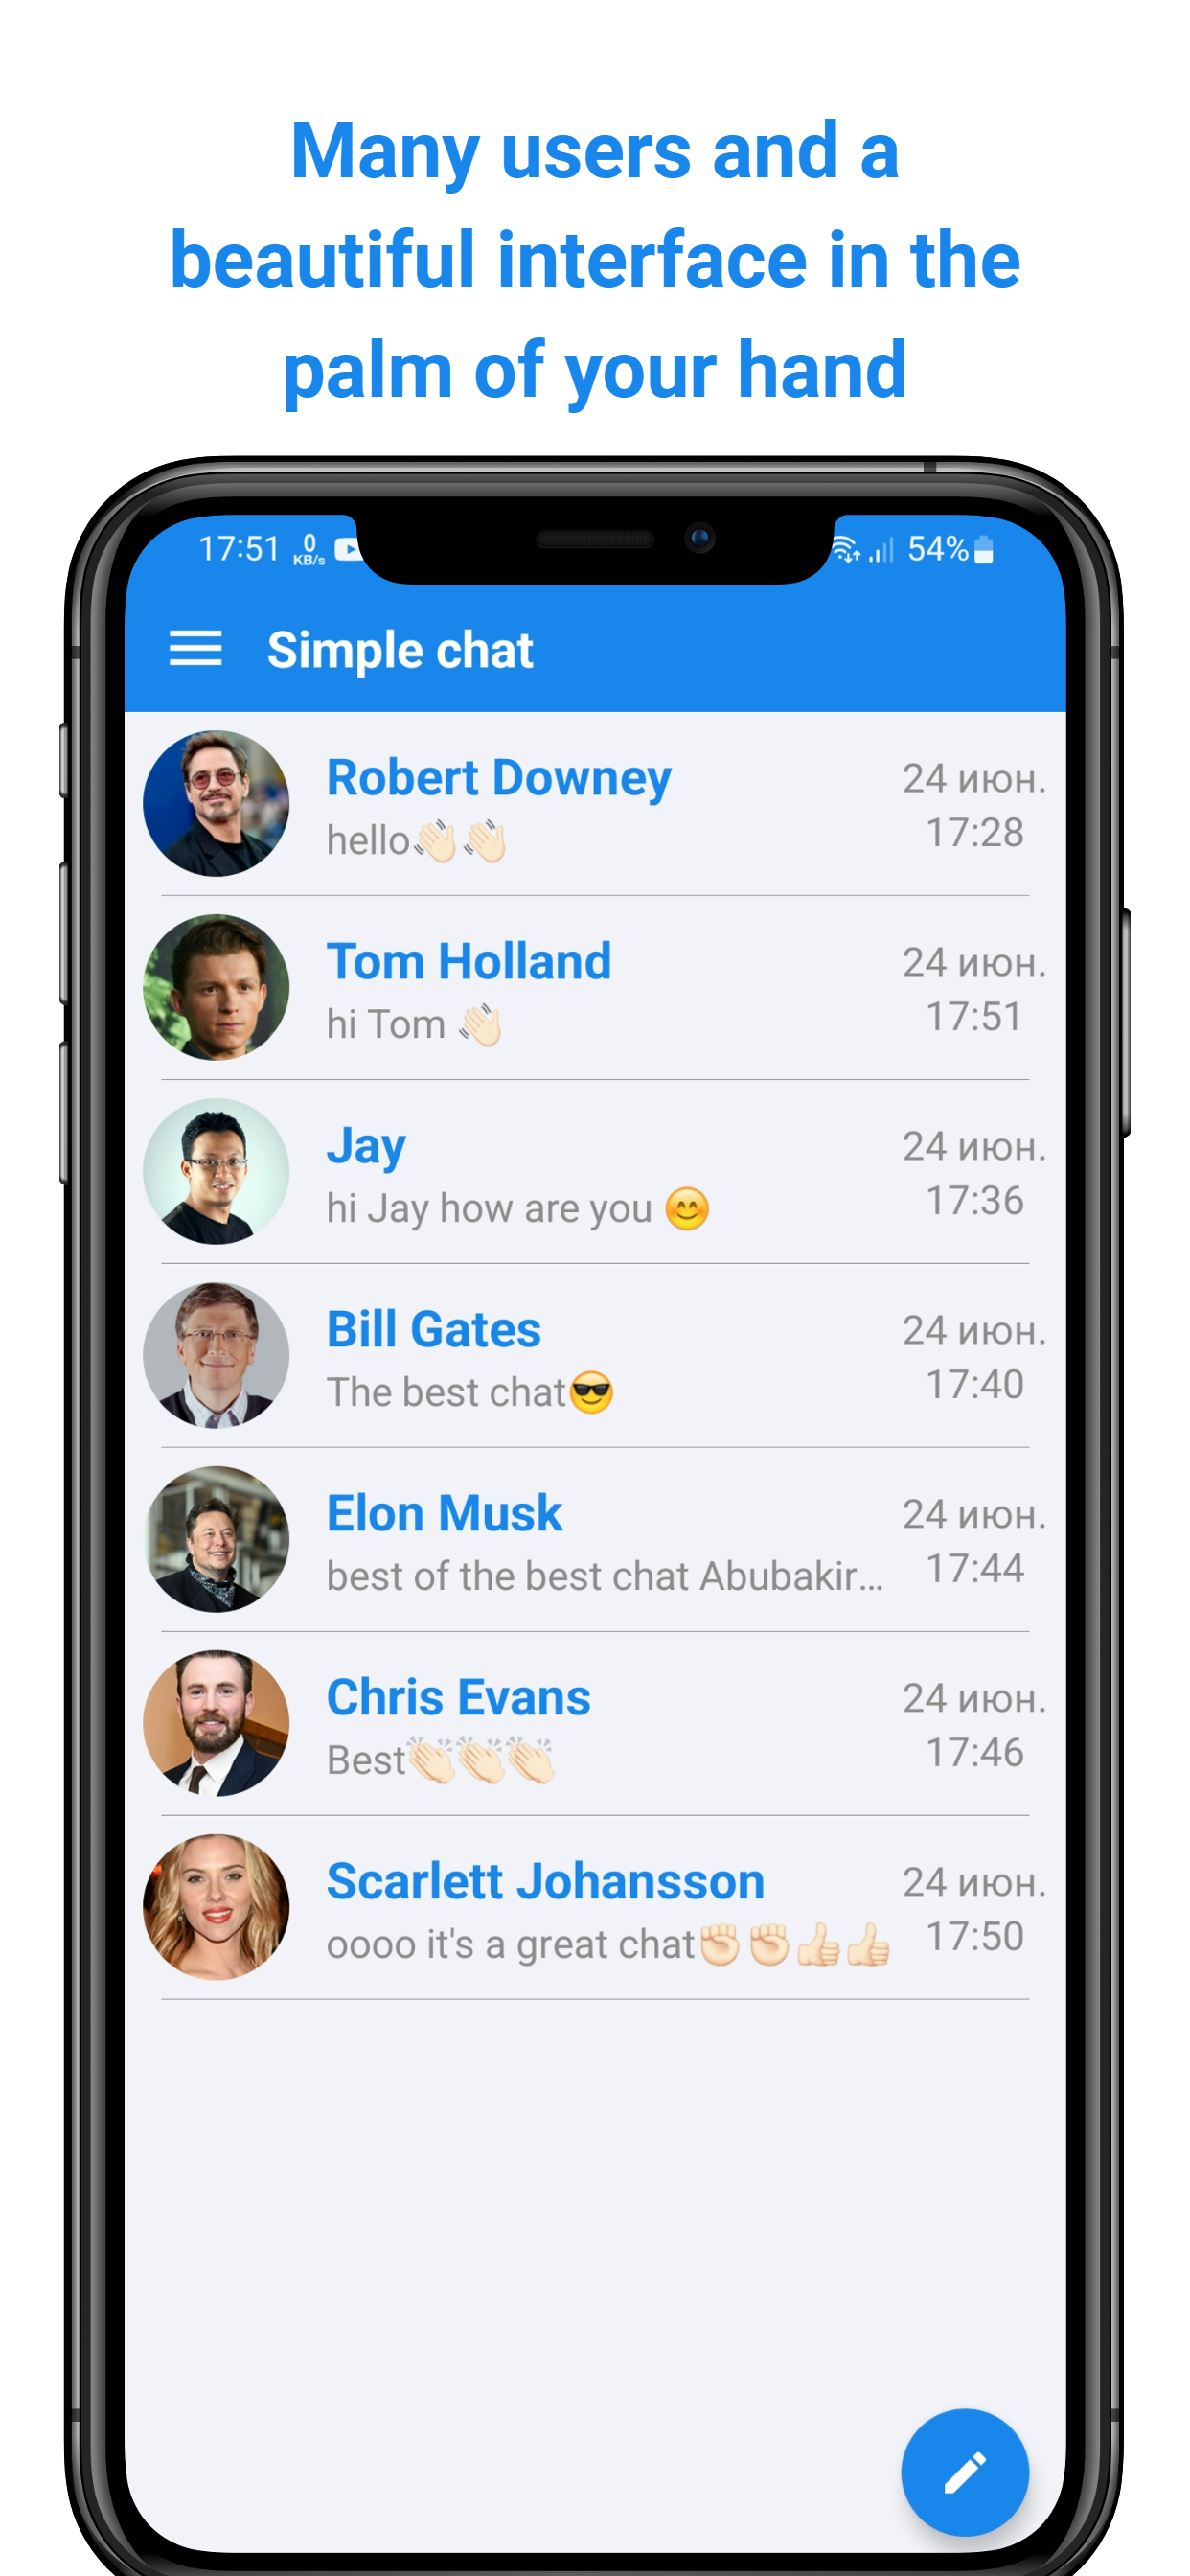 Many users and a
beautiful interface in the
palm of your hand
17:51 0 KB/s 54%
Simple chat
Robert Downey
24 июн.
hello👋🏻👋🏻
17:28
Tom Holland
24 июн.
hi Tom 👋🏻
17:51
Jay
24 июн.
hi Jay how are you 😊
17:36
Bill Gates
24 июн.
The best chat😎
17:40
Elon Musk
24 июн.
best of the best chat Abubakir...
17:44
Chris Evans
24 июн.
Best👏🏻👏🏻👏🏻
17:46
Scarlett Johansson
24 июн.
oooo it's a great chat✊🏻✊🏻👍🏻👍🏻
17:50